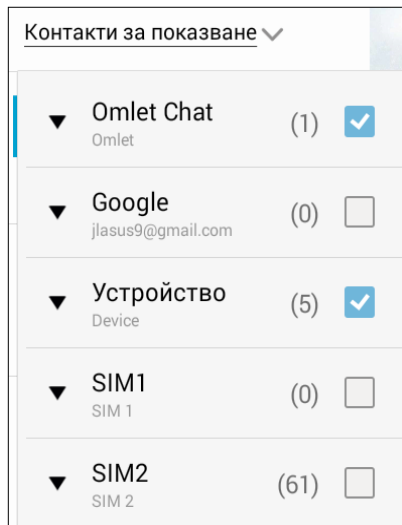 Контакти за показване
Omlet Chat (1)
Omlet
Google (0)
jlasus9@gmail.com
Устройство (5)
Device
SIM1 (0)
SIM 1
SIM2 (61)
SIM 2